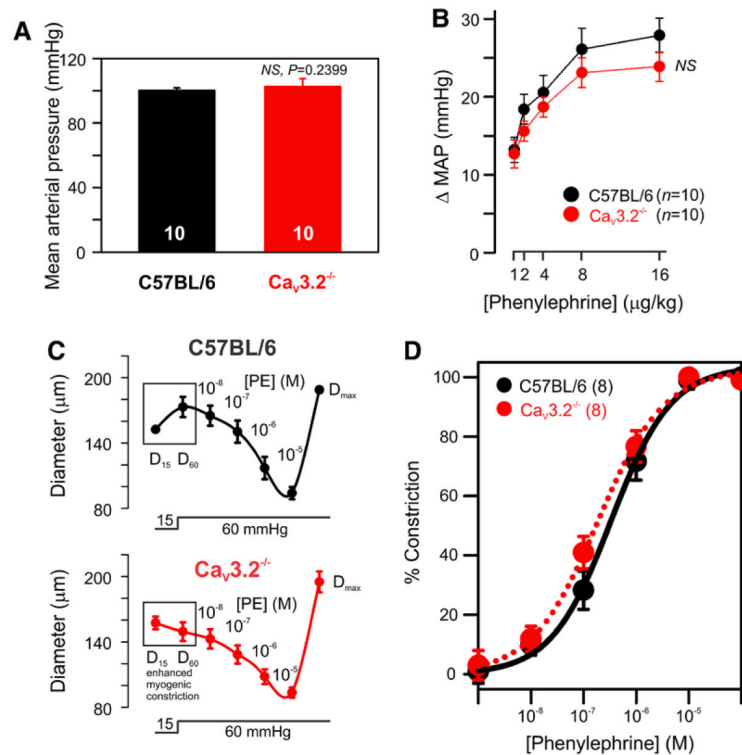 A
Mean arterial pressure (mmHg)
120
80
40
0
NS, P=0.2399
10
10
C57BL/6
Cav3.2-/-
B
Δ MAP (mmHg)
30
20
10
0
NS
C57BL/6 (n=10)
Cav3.2-/- (n=10)
1 2 4 8 16
[Phenylephrine] (μg/kg)
C
C57BL/6
Diameter (μm)
200
140
80
[PE] (M)
10-8
10-7
10-6
10-5
Dmax
D15 D60
15
60 mmHg
Cav3.2-/-
Diameter (μm)
200
140
80
[PE] (M)
10-8
10-7
10-6
10-5
Dmax
D15 D60
enhanced
myogenic
constriction
15
60 mmHg
D
% Constriction
100
80
60
40
20
0
C57BL/6 (8)
Cav3.2-/- (8)
10-8 10-7 10-6 10-5
[Phenylephrine] (M)